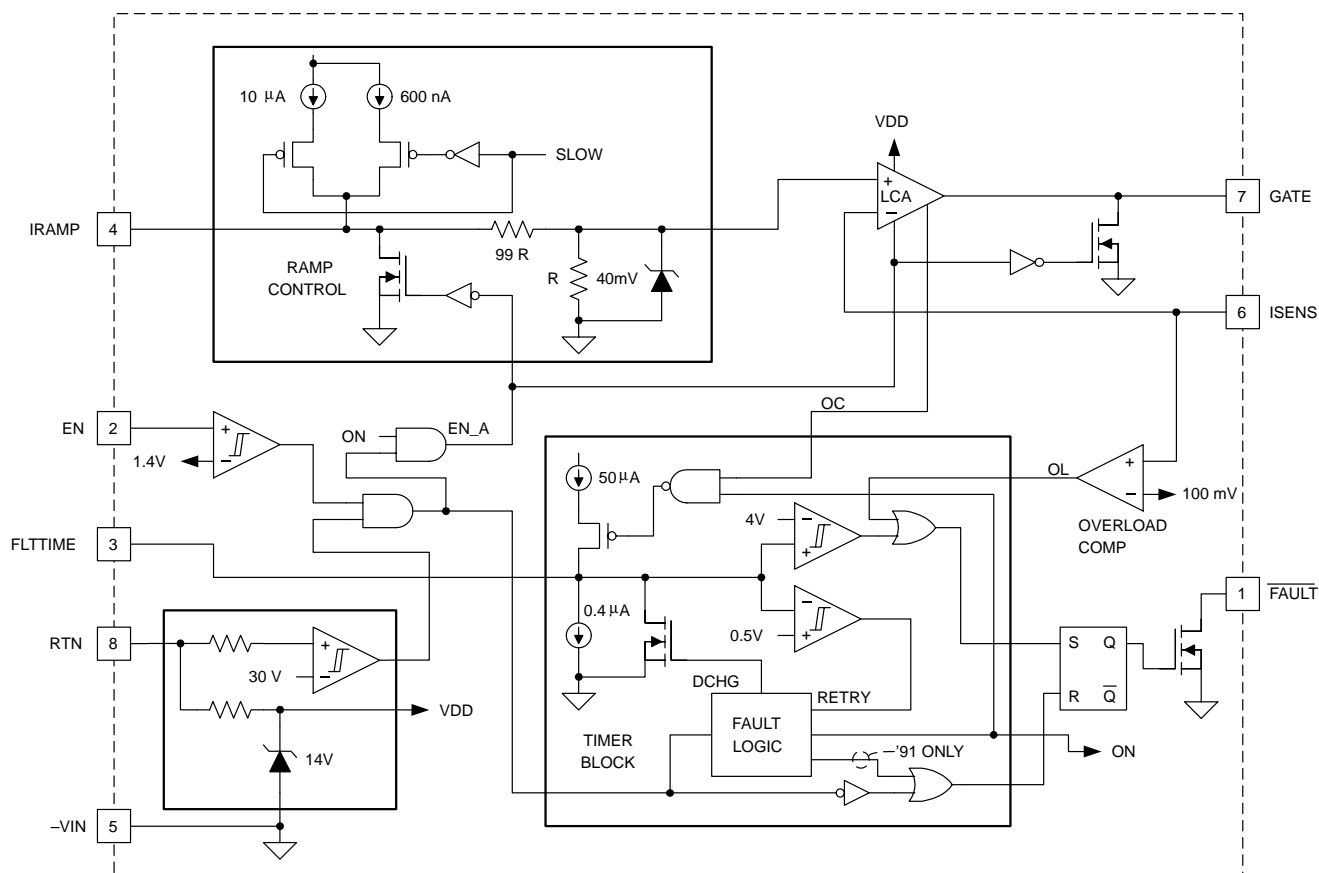 10 μA
600 nA
SLOW
VDD
+
LCA
−
7
GATE
IRAMP
4
99 R
RAMP
CONTROL
R
40mV
6
ISENS
OC
EN
2
+
−
1.4V
ON
EN_A
50μA
OL
+
−
100 mV
OVERLOAD
COMP
4V
−
+
FLTTIME
3
0.4 μA
−
+
0.5V
1
FAULT
RTN
8
+
−
30 V
S
Q
R
Q
DCHG
RETRY
VDD
FAULT
LOGIC
TIMER
BLOCK
–'91 ONLY
ON
14V
–VIN
5